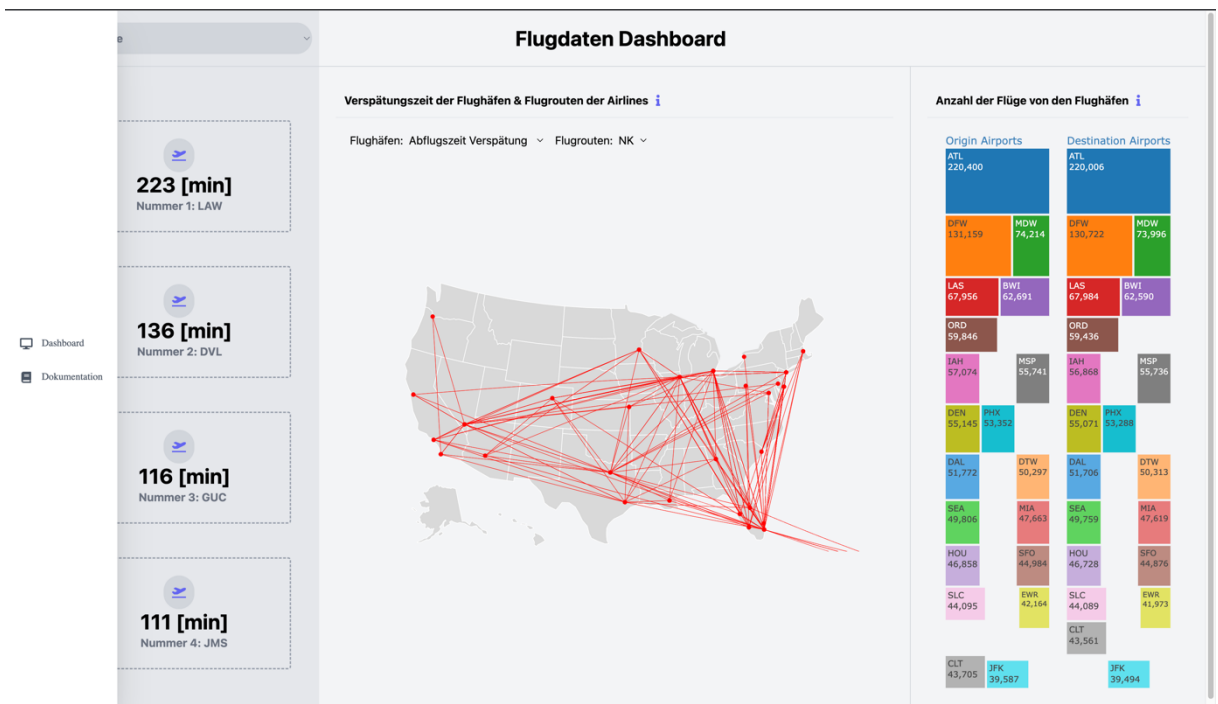 Dashboard
Dokumentation
e
223 [min]
Nummer 1: LAW
136 [min]
Nummer 2: DVL
116 [min]
Nummer 3: GUC
111 [min]
Nummer 4: JMS
Flugdaten Dashboard
Verspätungszeit der Flughäfen & Flugrouten der Airlines i
Flughäfen: Abflugszeit Verspätung Flugrouten: NK
Anzahl der Flüge von den Flughäfen i
Origin Airports
ATL
220,400
DFW
131,159
MDW
74,214
LAS
67,956
BWI
62,691
ORD
59,846
IAH
57,074
MSP
55,741
DEN
55,145
PHX
53,352
DAL
51,772
DTW
50,297
SEA
49,806
MIA
47,663
HOU
46,858
SFO
44,984
SLC
44,095
EWR
42,164
CLT
43,705
JFK
39,587
Destination Airports
ATL
220,006
DFW
130,722
MDW
73,996
LAS
67,984
BWI
62,590
ORD
59,436
IAH
56,868
MSP
55,736
DEN
55,071
PHX
53,288
DAL
51,706
DTW
50,313
SEA
49,759
MIA
47,619
HOU
46,728
SFO
44,876
SLC
44,089
EWR
41,973
CLT
43,561
JFK
39,494